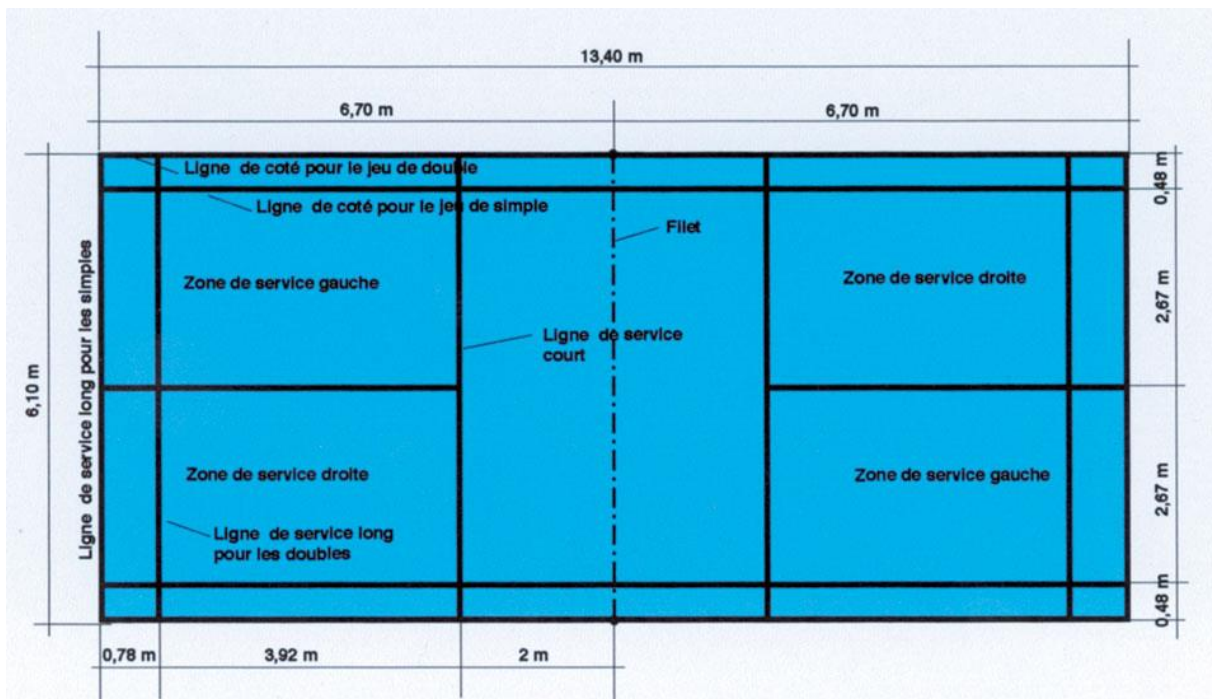 13,40 m
6,70 m
6,70 m
Ligne de coté pour le jeu de double
Ligne de coté pour le jeu de simple
0,48 m
Filet
Zone de service gauche
Zone de service droite
2,67 m
Ligne de service long pour les simples
6,10 m
Ligne de service
court
Zone de service droite
Zone de service gauche
2,67 m
Ligne de service long
pour les doubles
0,48 m
0,78 m
3,92 m
2 m